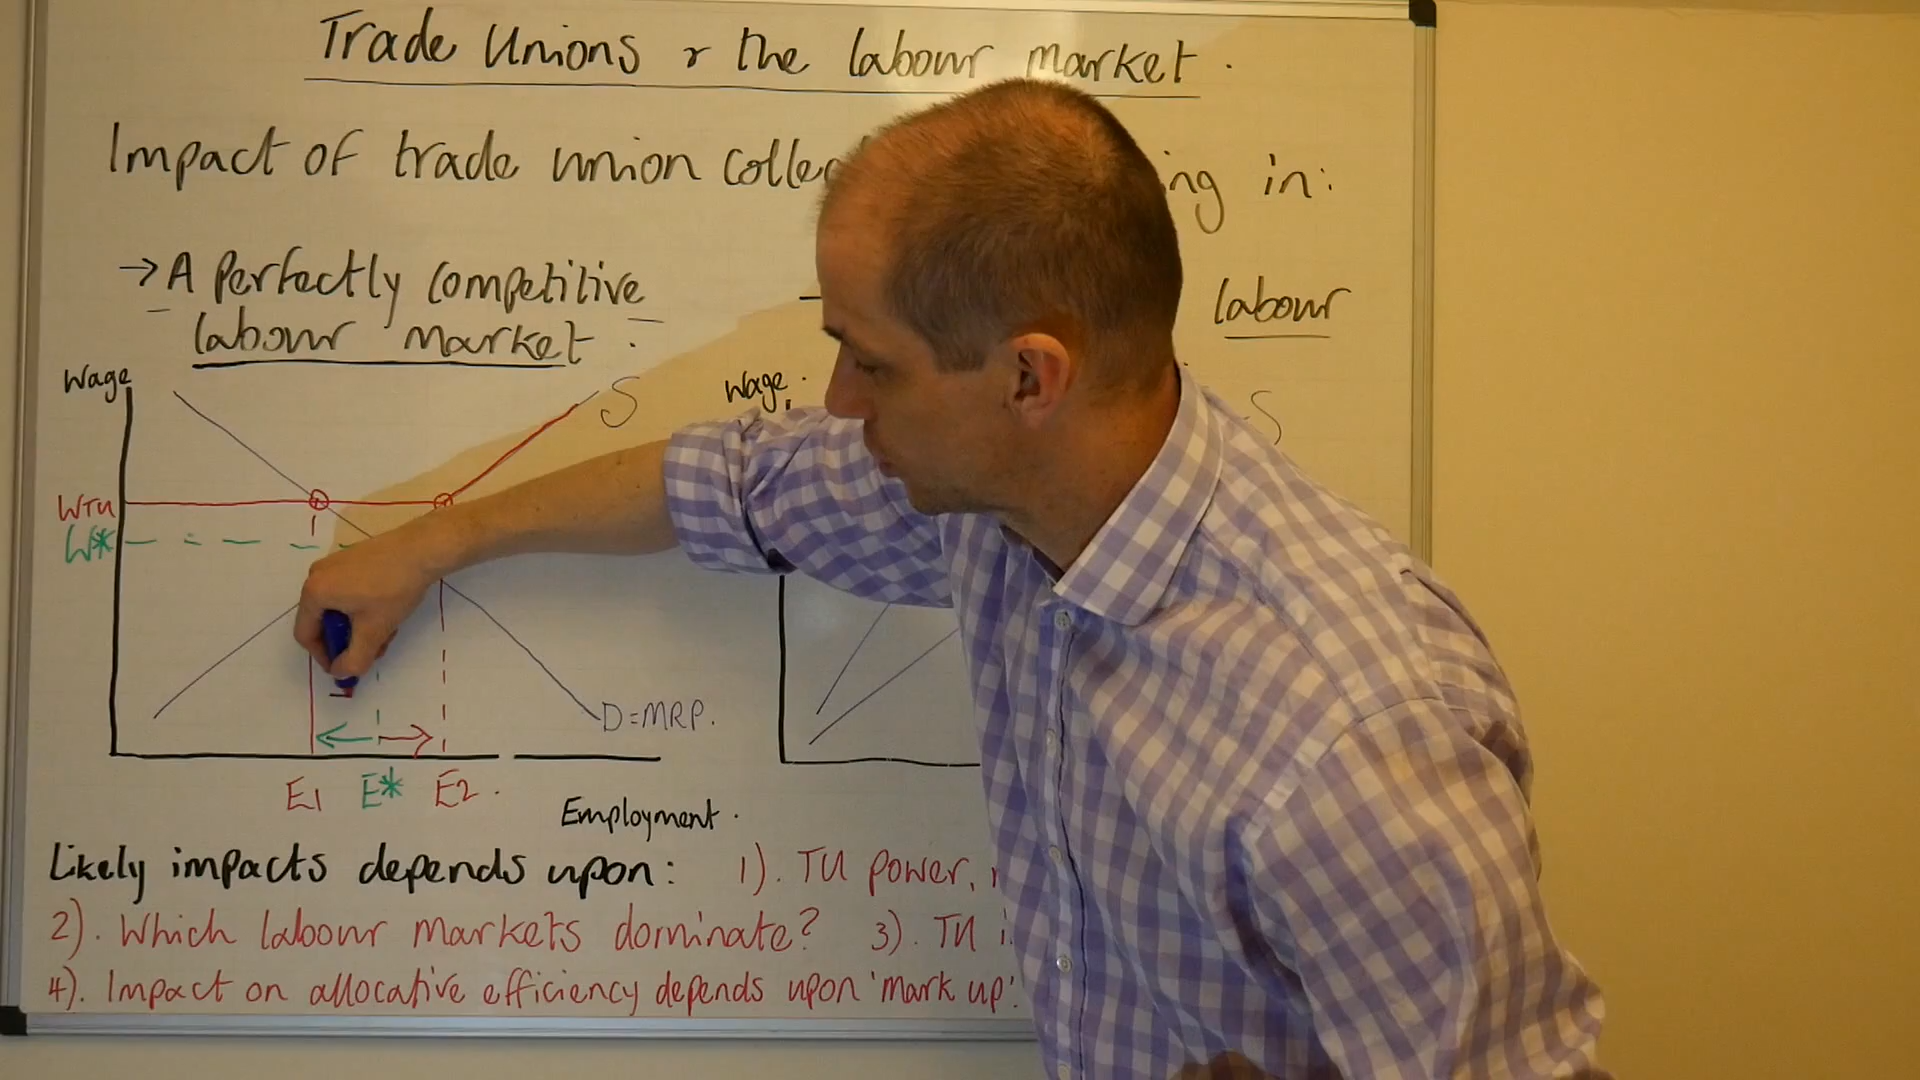 Trade Unions & the labour market.
Impact of trade union ing in:
→ A Perfectly competitive
labour market.
labour
Wage
Wage.
S
S
WTU
W*
D=MRP.
E1 E* E2.
Employment.
Likely impacts depends upon: 1). TU power,
2). Which labour markets dominate? 3). TU
4). Impact on allocative efficiency depends upon 'mark up'.